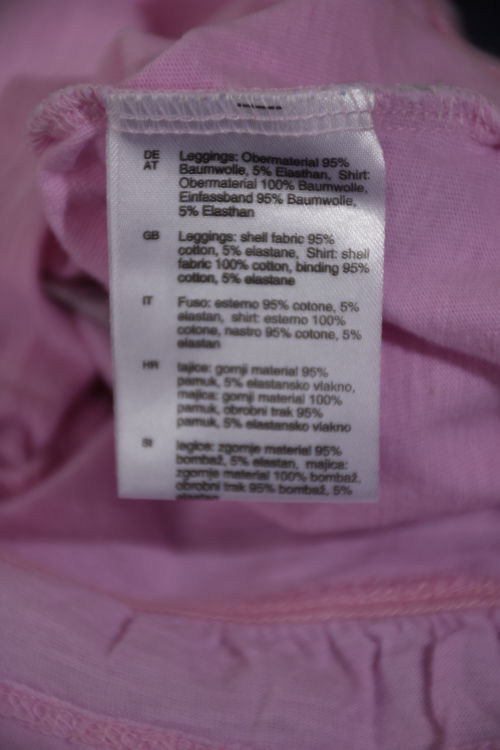 DE Leggings: Obermaterial 95%
AT Baumwolle, 5% Elasthan, Shirt:
Obermaterial 100% Baumwolle,
Einfassband 95% Baumwolle,
5% Elasthan
GB Leggings: shell fabric 95%
cotton, 5% elastane, Shirt: shell
fabric 100% cotton, binding 95%
cotton, 5% elastane
IT Fuso: esterno 95% cotone, 5%
elastan, shirt: esterno 100%
cotone, nastro 95% cotone, 5%
elastan
HR tajice: gornji material 95%
pamuk, 5% elastansko vlakno,
majica: gornji material 100%
pamuk, obrobni trak 95%
pamuk, 5% elastansko vlakno
SI legice: zgornje material 95%
bombaž, 5% elastan, majica:
zgornje material 100% bombaž,
obrobni trak 95% bombaž, 5%
elastan